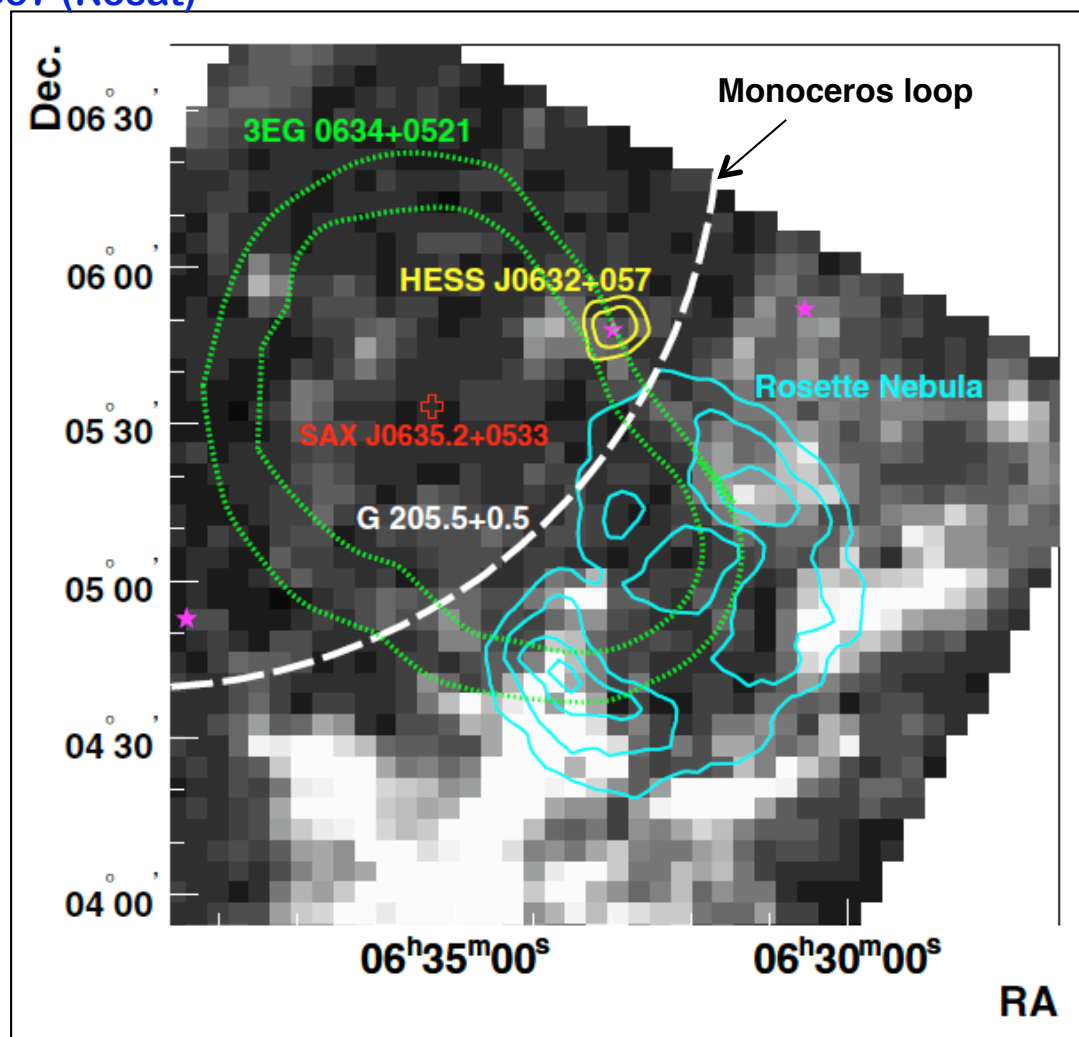 (Rosat)
Monoceros loop
Dec.
06° 30'
3EG 0634+0521
06° 00'
HESS J0632+057
Rosette Nebula
05° 30'
SAX J0635.2+0533
G 205.5+0.5
05° 00'
04° 30'
04° 00'
06h35m00s
06h30m00s
RA